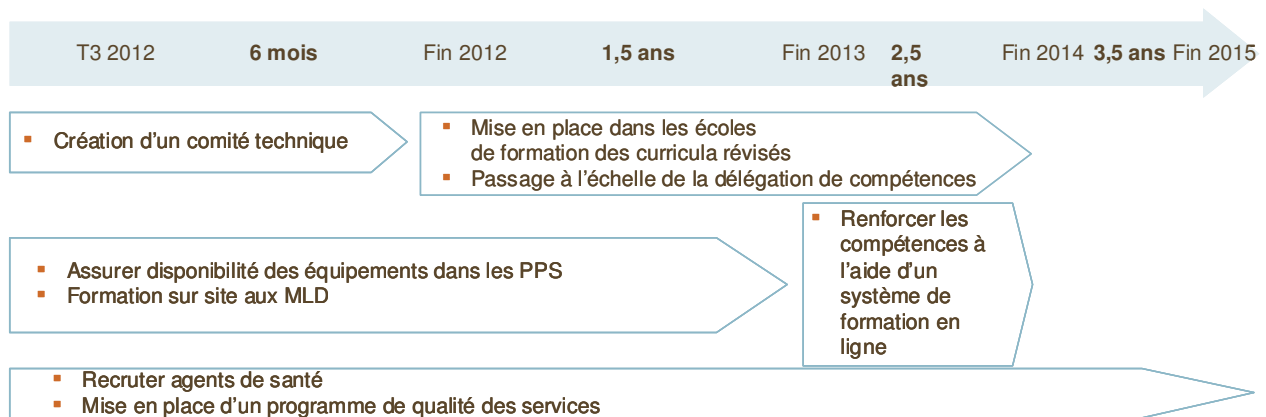 T3 2012 6 mois Fin 2012 1,5 ans Fin 2013 2,5 ans Fin 2014 3,5 ans Fin 2015
▪ Création d'un comité technique
▪ Mise en place dans les écoles
de formation des curricula révisés
▪ Passage à l'échelle de la délégation de compétences
▪ Renforcer les
compétences à
l'aide d'un
système de
formation en
ligne
▪ Assurer disponibilité des équipements dans les PPS
▪ Formation sur site aux MLD
▪ Recruter agents de santé
▪ Mise en place d'un programme de qualité des services